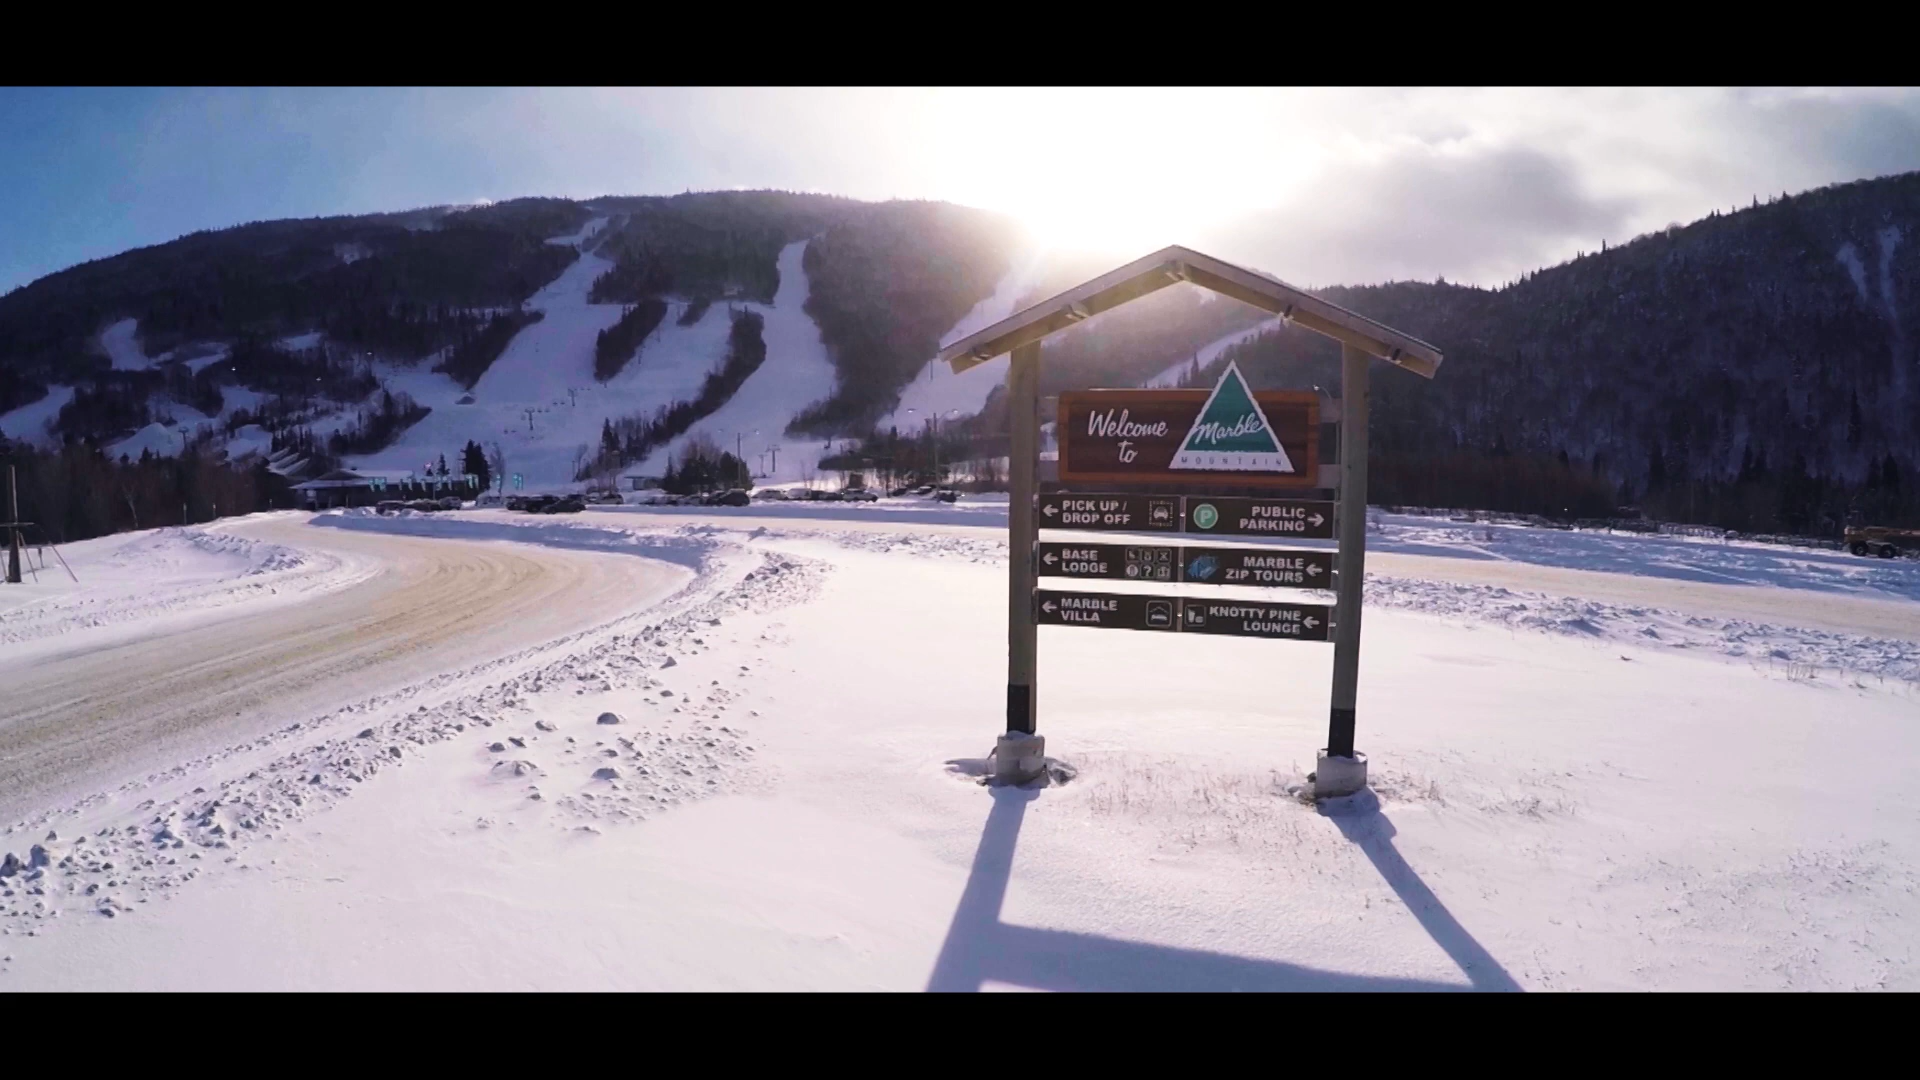 Welcome
to
Marble
MOUNTAIN
PICK UP /
DROP OFF
P PUBLIC
PARKING
BASE
LODGE
?
MARBLE
ZIP TOURS
MARBLE
VILLA
KNOTTY PINE
LOUNGE